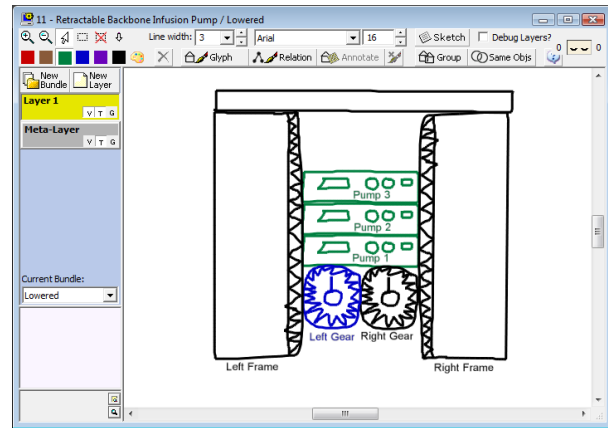 11 - Retractable Backbone Infusion Pump / Lowered
Line width: 3 Arial 16 Sketch Debug Layers?
Glyph Relation Annotate Group Same Objs 0 0
New Bundle New Layer
Layer 1
V T G
Meta-Layer
V T G
Pump 3
Pump 2
Pump 1
Current Bundle:
Lowered
Left Gear Right Gear
Left Frame Right Frame